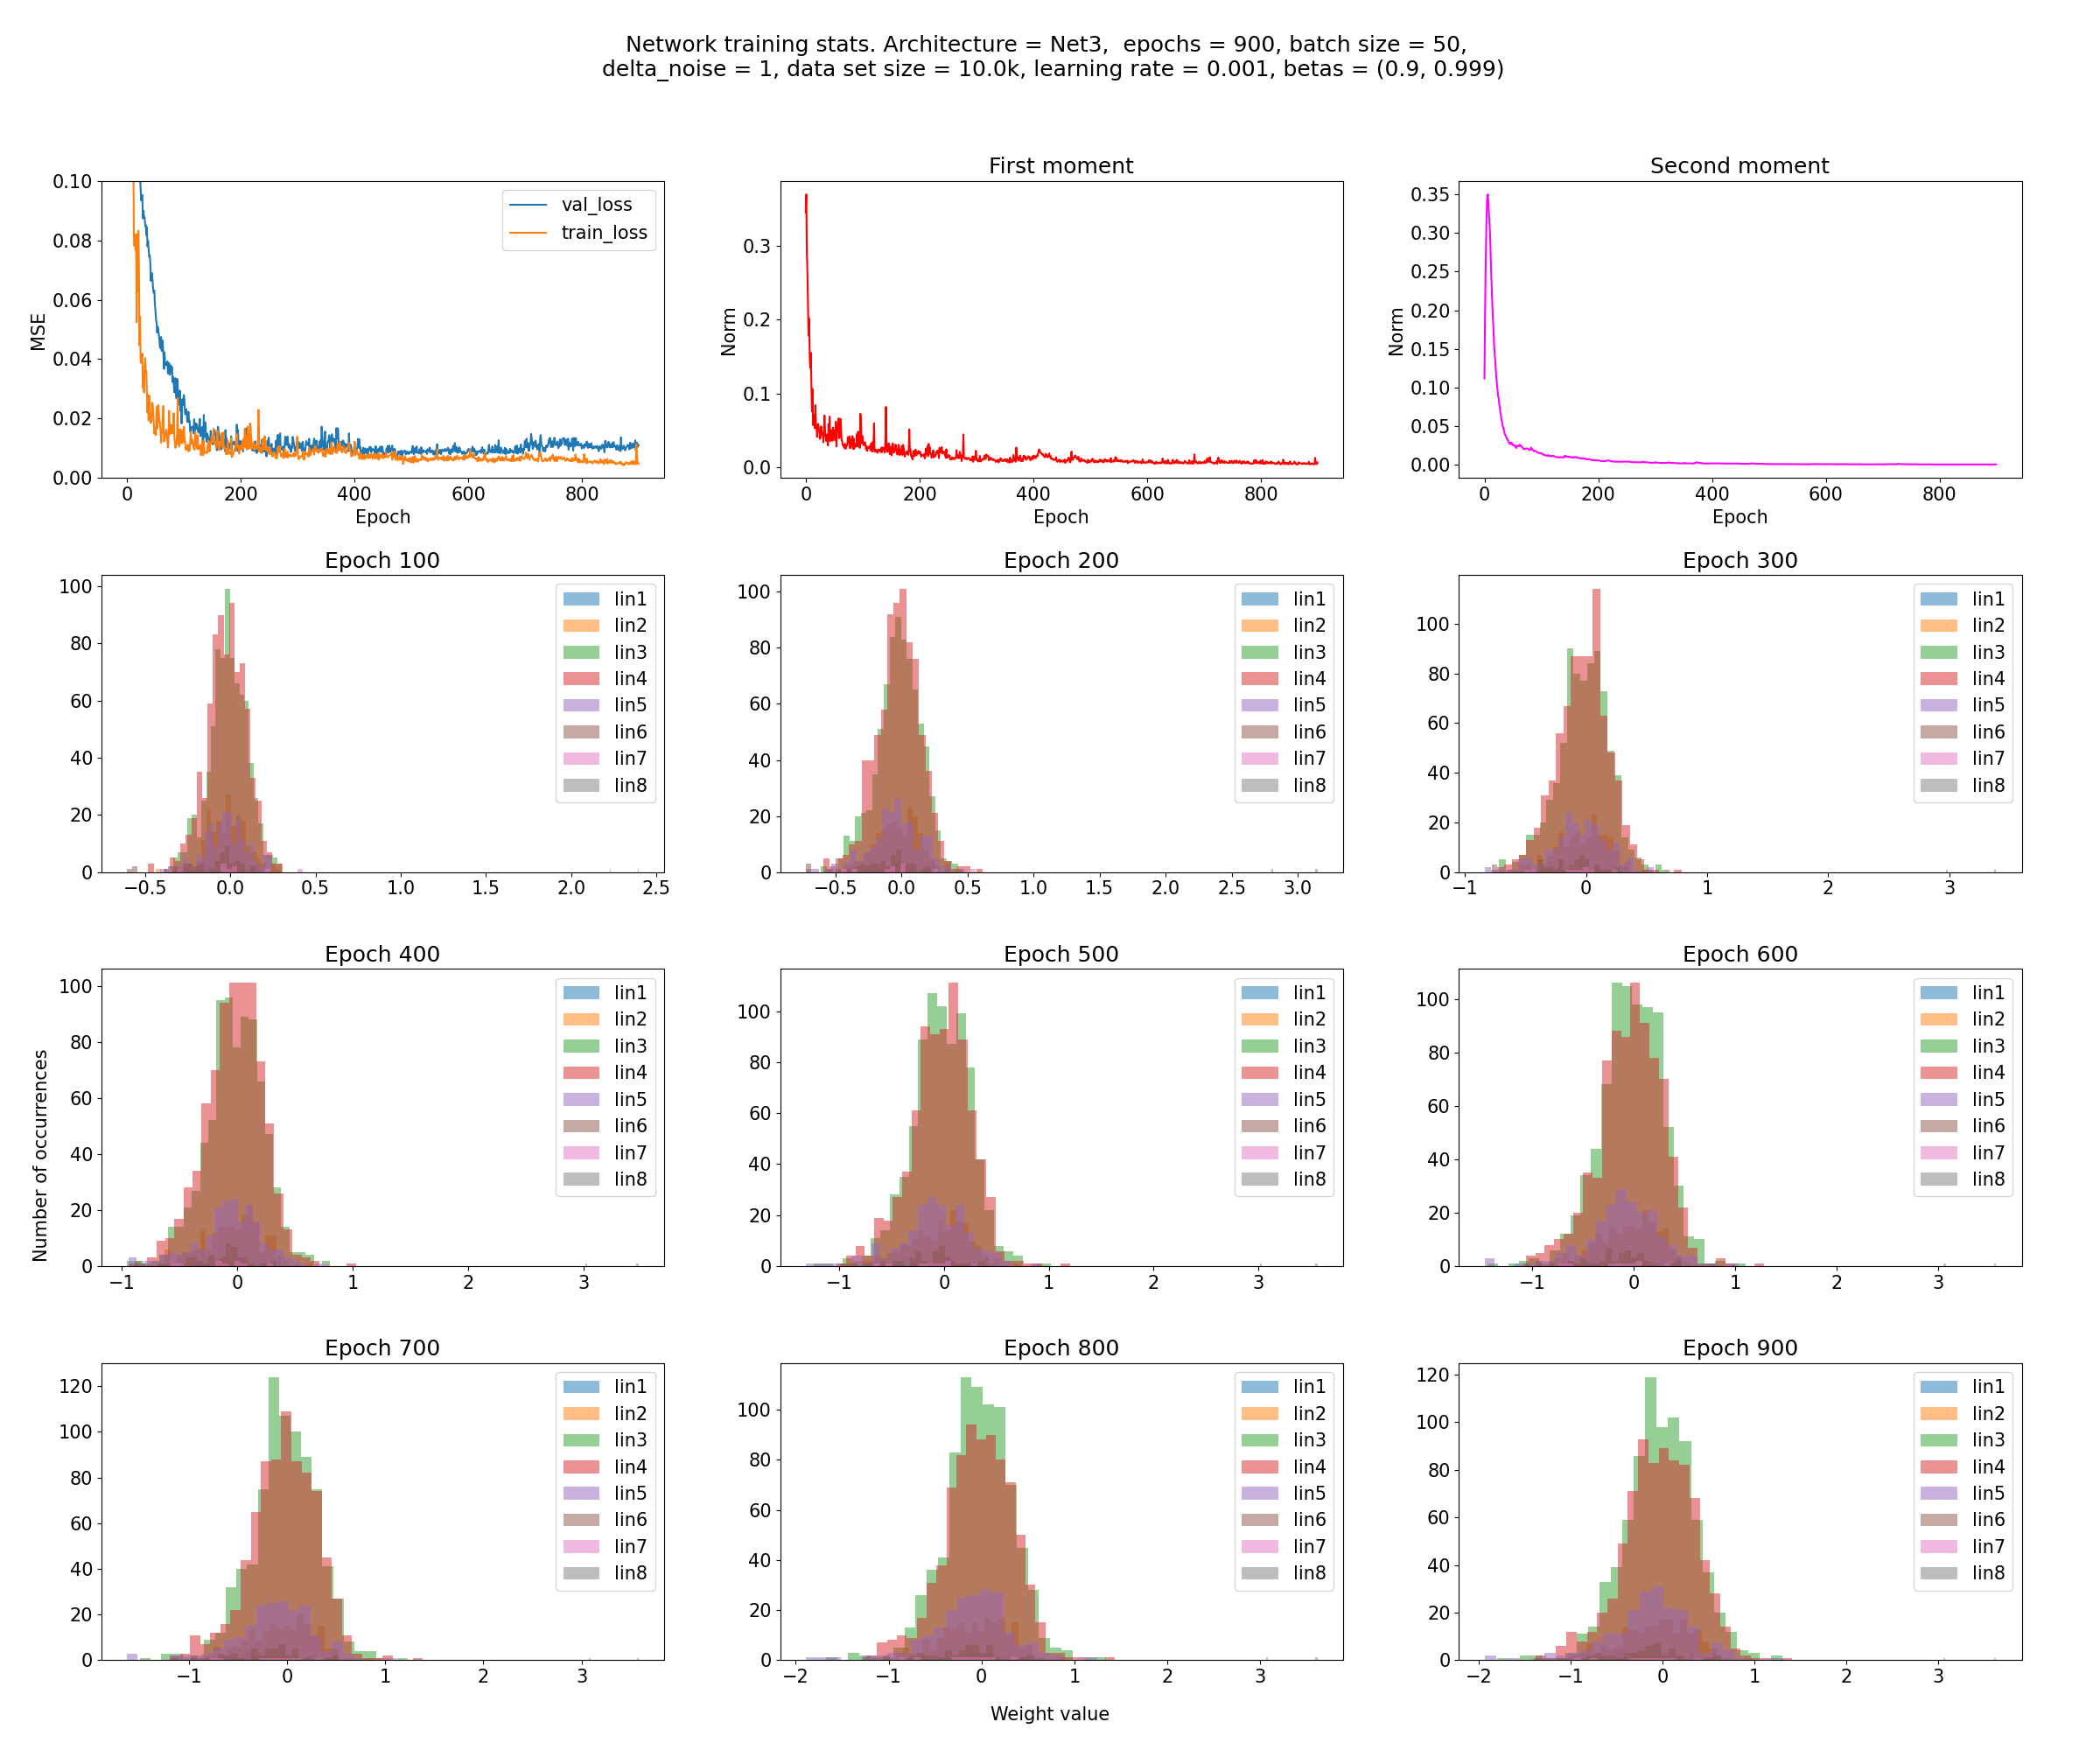 Network training stats. Architecture = Net3,  epochs = 900, batch size = 50,
delta_noise = 1, data set size = 10.0k, learning rate = 0.001, betas = (0.9, 0.999)
0.10
0.08
0.06
0.04
0.02
0.00
MSE
val_loss
train_loss
0 200 400 600 800
Epoch
First moment
0.3
0.2
0.1
0.0
Norm
0 200 400 600 800
Epoch
Second moment
0.35
0.30
0.25
0.20
0.15
0.10
0.05
0.00
Norm
0 200 400 600 800
Epoch
Epoch 100
100
80
60
40
20
0
lin1
lin2
lin3
lin4
lin5
lin6
lin7
lin8
−0.5 0.0 0.5 1.0 1.5 2.0 2.5
Epoch 200
100
80
60
40
20
0
lin1
lin2
lin3
lin4
lin5
lin6
lin7
lin8
−0.5 0.0 0.5 1.0 1.5 2.0 2.5 3.0
Epoch 300
100
80
60
40
20
0
lin1
lin2
lin3
lin4
lin5
lin6
lin7
lin8
−1 0 1 2 3
Epoch 400
100
80
60
40
20
0
Number of occurrences
lin1
lin2
lin3
lin4
lin5
lin6
lin7
lin8
−1 0 1 2 3
Epoch 500
100
80
60
40
20
0
lin1
lin2
lin3
lin4
lin5
lin6
lin7
lin8
−1 0 1 2 3
Epoch 600
100
80
60
40
20
0
lin1
lin2
lin3
lin4
lin5
lin6
lin7
lin8
−1 0 1 2 3
Epoch 700
120
100
80
60
40
20
0
lin1
lin2
lin3
lin4
lin5
lin6
lin7
lin8
−1 0 1 2 3
Epoch 800
100
80
60
40
20
0
lin1
lin2
lin3
lin4
lin5
lin6
lin7
lin8
−2 −1 0 1 2 3
Epoch 900
120
100
80
60
40
20
0
lin1
lin2
lin3
lin4
lin5
lin6
lin7
lin8
−2 −1 0 1 2 3
Weight value